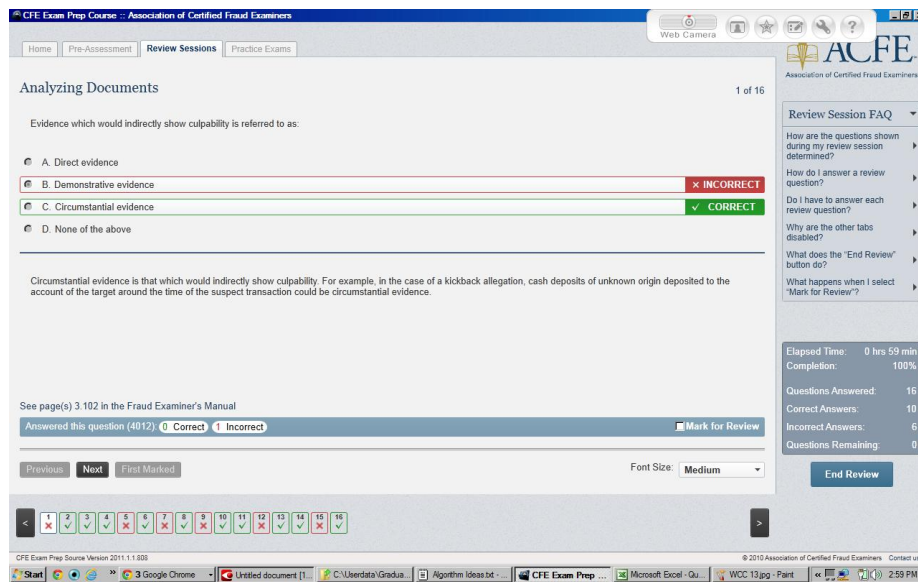 CFE Exam Prep Course :: Association of Certified Fraud Examiners
Web Camera
Home
Pre-Assessment
Review Sessions
Practice Exams
ACFE
Association of Certified Fraud Examiners
Analyzing Documents
1 of 16
Evidence which would indirectly show culpability is referred to as:
A. Direct evidence
B. Demonstrative evidence
× INCORRECT
C. Circumstantial evidence
✓ CORRECT
D. None of the above
Circumstantial evidence is that which would indirectly show culpability. For example, in the case of a kickback allegation, cash deposits of unknown origin deposited to the
account of the target around the time of the suspect transaction could be circumstantial evidence.
See page(s) 3.102 in the Fraud Examiner's Manual
Answered this question (4012): 0 Correct 1 Incorrect
Mark for Review
Previous
Next
First Marked
Font Size: Medium
Review Session FAQ
How are the questions shown
during my review session
determined?
How do I answer a review
question?
Do I have to answer each
review question?
Why are the other tabs
disabled?
What does the "End Review"
button do?
What happens when I select
"Mark for Review"?
Elapsed Time: 0 hrs 59 min
Completion: 100%
Questions Answered: 16
Correct Answers: 10
Incorrect Answers: 6
Questions Remaining: 0
End Review
< 1 2 3 4 5 6 7 8 9 10 11 12 13 14 15 16 >
CFE Exam Prep Source Version 2011.1.1.806
© 2010 Association of Certified Fraud Examiners Contact us
Start
3 Google Chrome
Untitled document [1...
C:\Userdata\Gradua...
Algorithm Ideas.txt - ...
CFE Exam Prep ...
Microsoft Excel - Qu...
WCC 13.jpg - Paint
2:59 PM